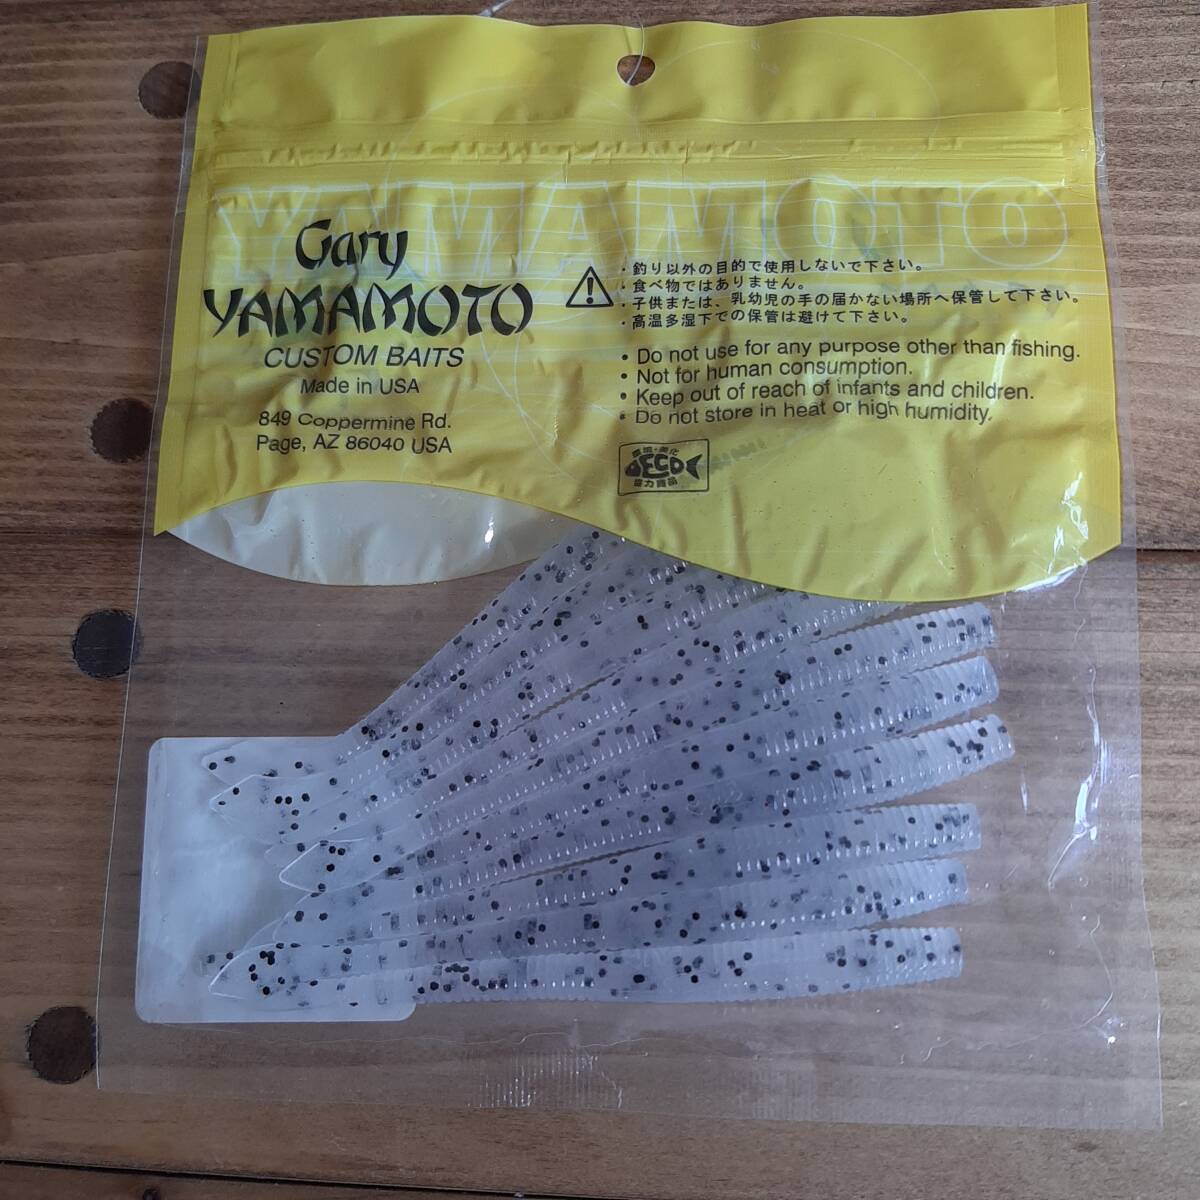 YAMAMOTO
Gary
YAMAMOTO
CUSTOM BAITS
Made in USA
849 Coppermine Rd.
Page, AZ 86040 USA
・釣り以外の目的で使用しないで下さい。
・食べ物ではありません。
・子供または、乳幼児の手の届かない場所へ保管して下さい。
・高温多湿下での保管は避けて下さい。
• Do not use for any purpose other than fishing.
• Not for human consumption.
• Keep out of reach of infants and children.
• Do not store in heat or high humidity.
ECO
協力商品